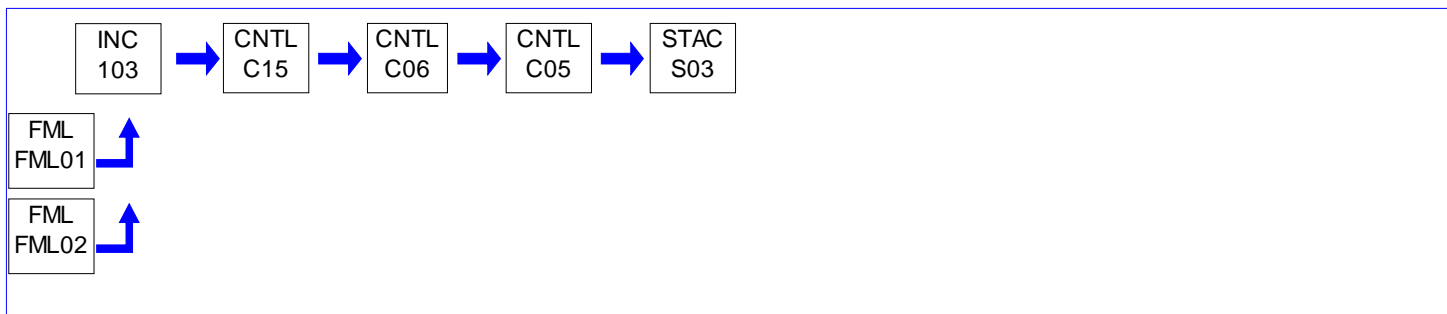 INC
103
CNTL
C15
CNTL
C06
CNTL
C05
STAC
S03
FML
FML01
FML
FML02